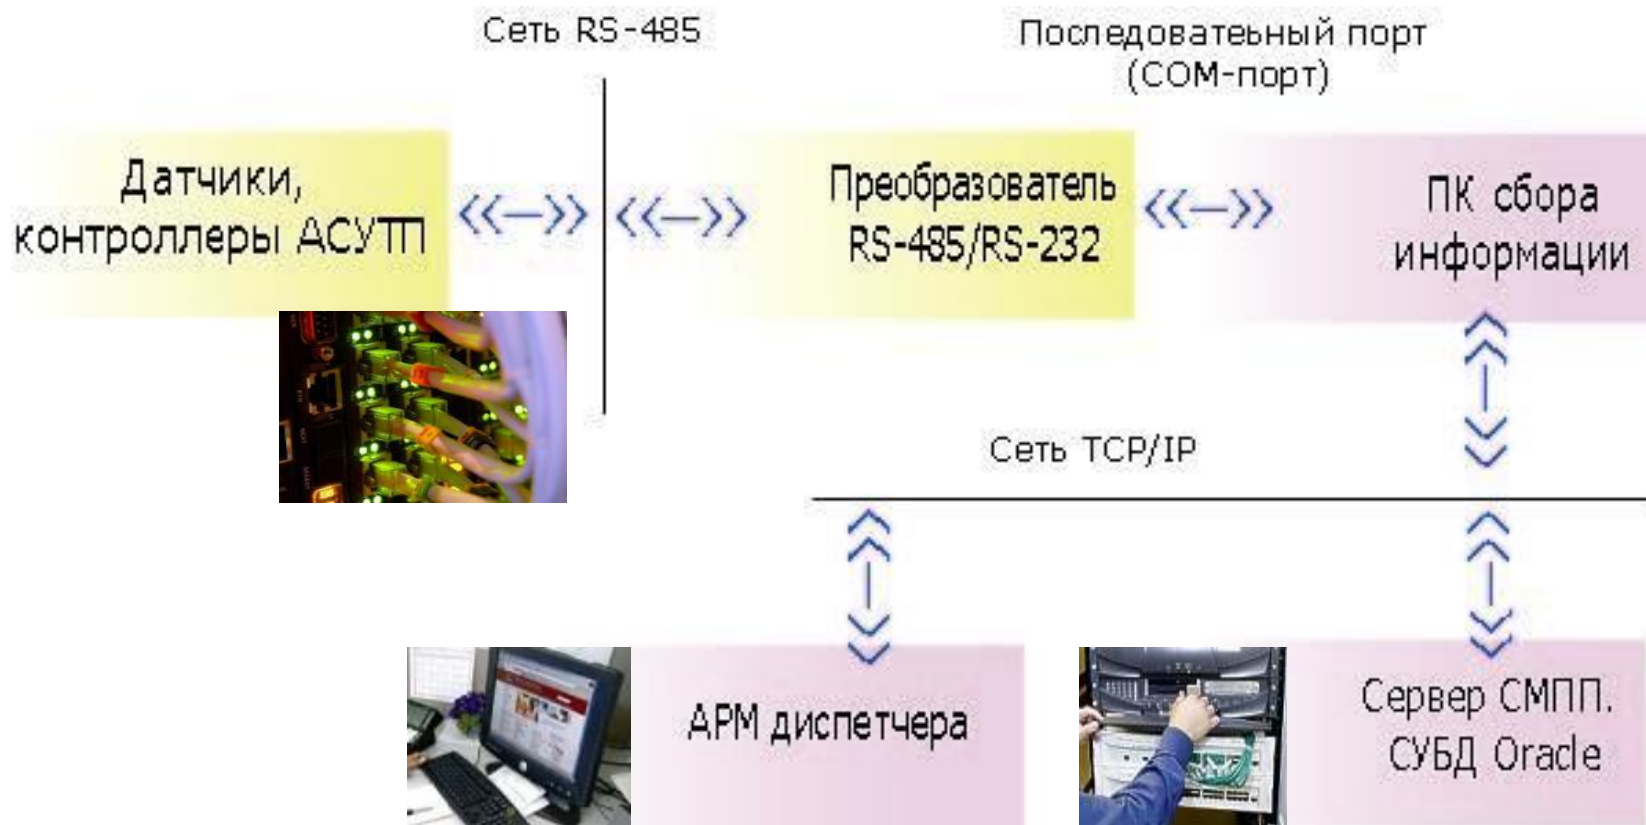 Сеть RS-485
Последоватеьный порт
(COM-порт)
Датчики,
контроллеры АСУТП
Преобразователь
RS-485/RS-232
ПК сбора
информации
Сеть TCP/IP
АРМ диспетчера
Сервер СМПП.
СУБД Oracle